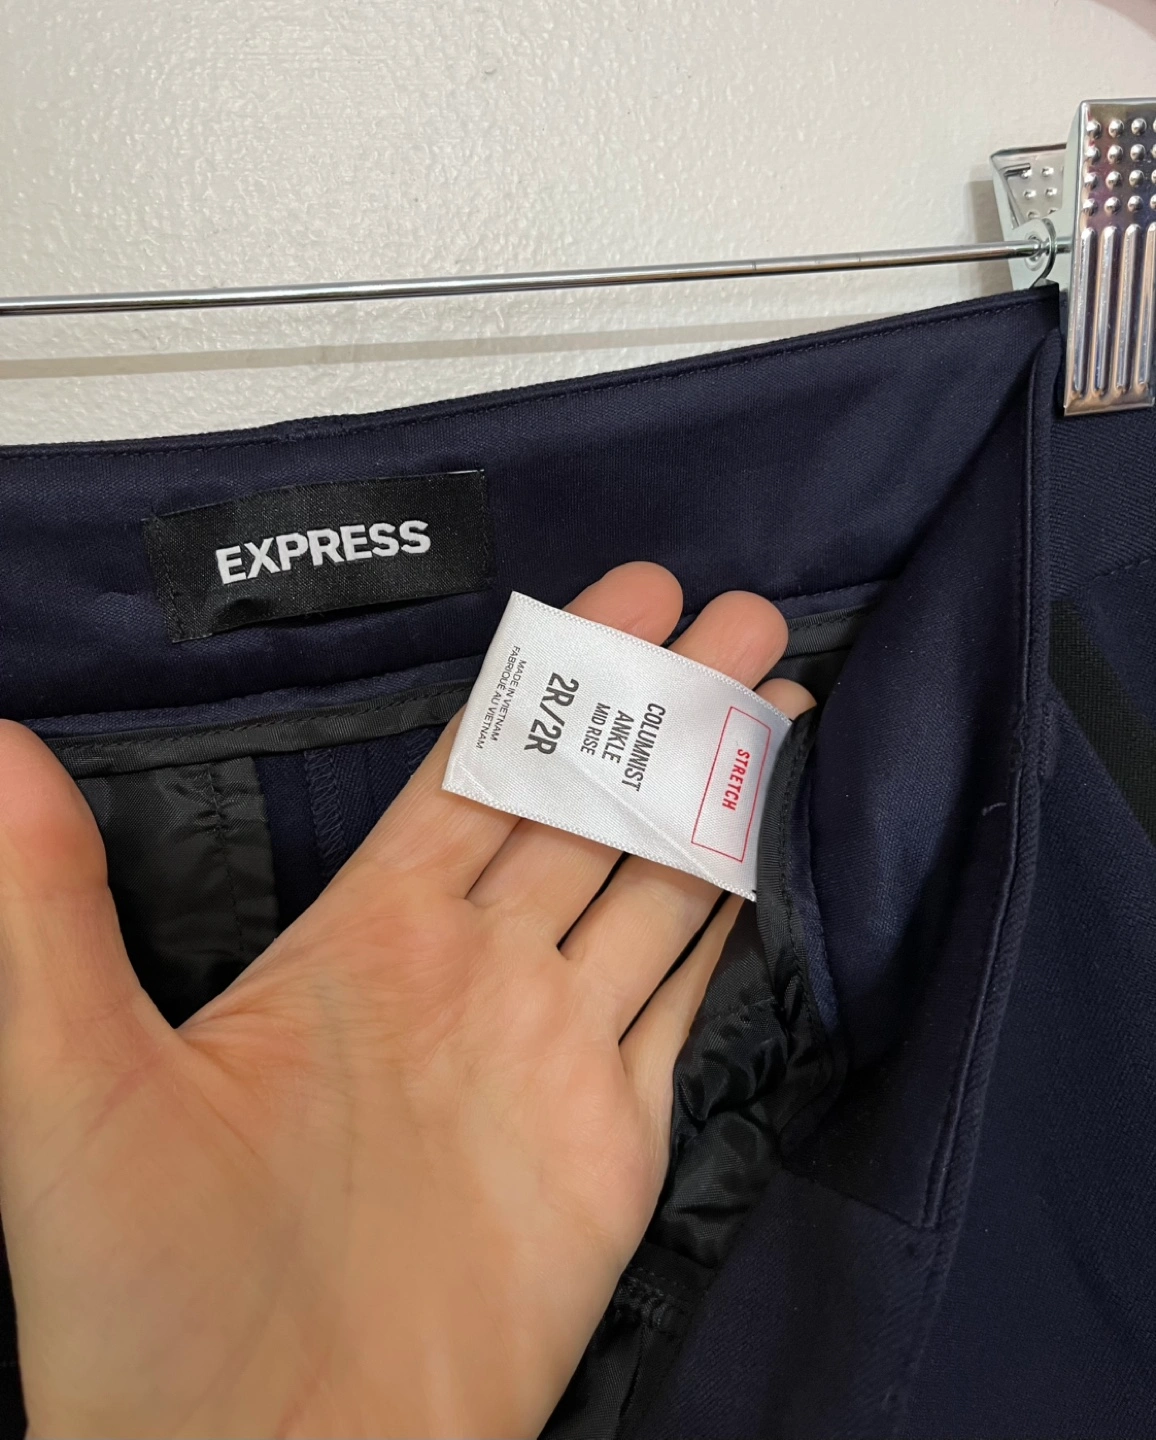 EXPRESS
STRETCH
COLUMNIST
ANKLE
MID RISE
2R/2R
MADE IN VIETNAM
FABRIQUÉ AU VIETNAM